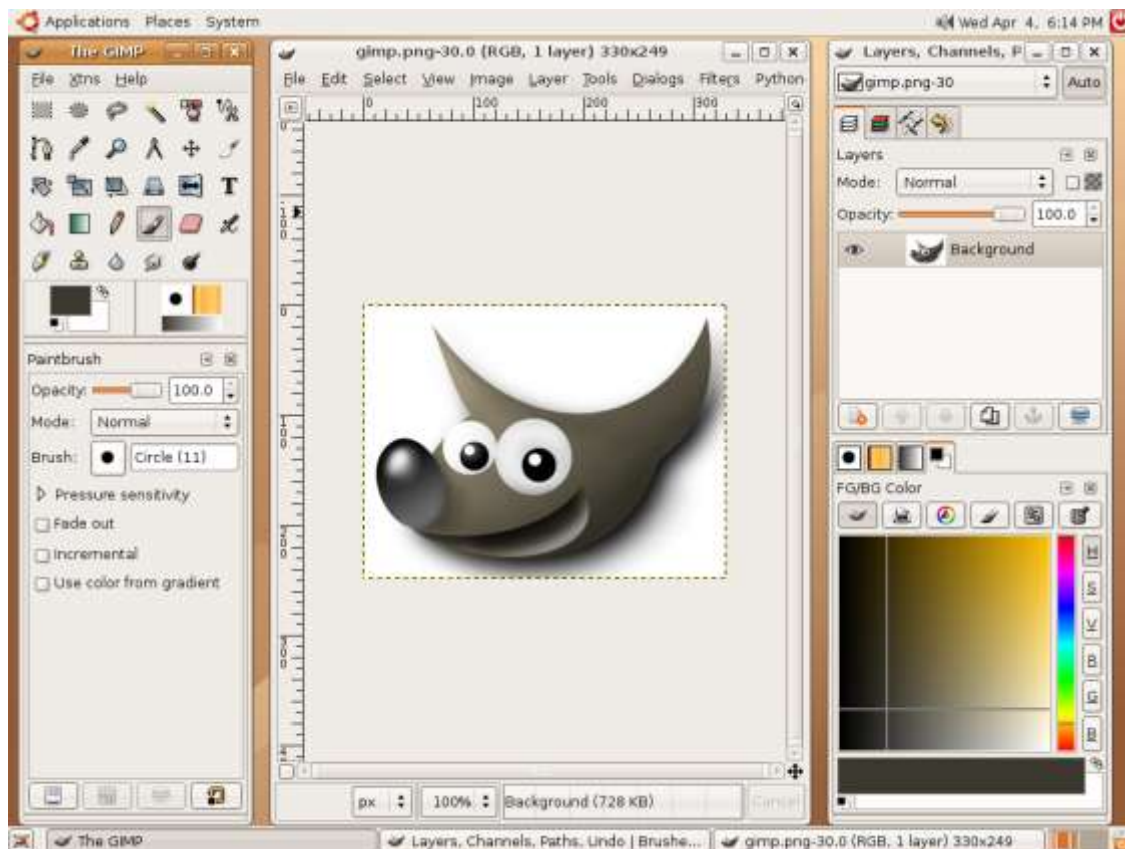 Applications Places System
Wed Apr 4, 6:14 PM
The GIMP
File Xtns Help
Paintbrush
Opacity: 100.0
Mode: Normal
Brush: Circle (11)
Pressure sensitivity
Fade out
Incremental
Use color from gradient
gimp.png-30.0 (RGB, 1 layer) 330x249
File Edit Select View Image Layer Tools Dialogs Filters Python
0 100 200 300
px 100% Background (728 KB) Cancel
Layers, Channels, P
gimp.png-30 Auto
Layers
Mode: Normal
Opacity: 100.0
Background
FG/BG Color
H
S
V
R
G
B
The GIMP
Layers, Channels, Paths, Undo | Brushe...
gimp.png-30.0 (RGB, 1 layer) 330x249